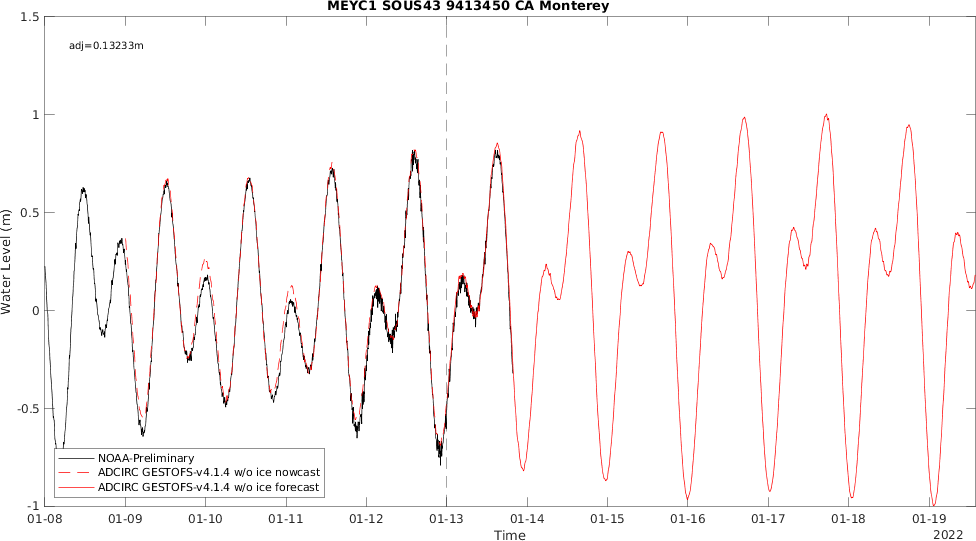 MEYC1 SOUS43 9413450 CA Monterey
adj=0.13233m
Water Level (m)
1.5
1
0.5
0
-0.5
-1
NOAA-Preliminary
ADCIRC GESTOFS-v4.1.4 w/o ice nowcast
ADCIRC GESTOFS-v4.1.4 w/o ice forecast
01-08 01-09 01-10 01-11 01-12 01-13 01-14 01-15 01-16 01-17 01-18 01-19
Time
2022